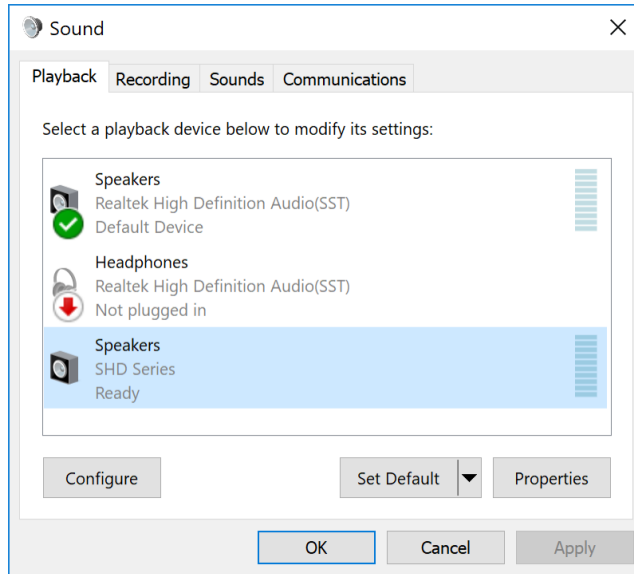 Sound
Playback Recording Sounds Communications
Select a playback device below to modify its settings:
Speakers
Realtek High Definition Audio(SST)
Default Device
Headphones
Realtek High Definition Audio(SST)
Not plugged in
Speakers
SHD Series
Ready
Configure Set Default Properties
OK Cancel Apply